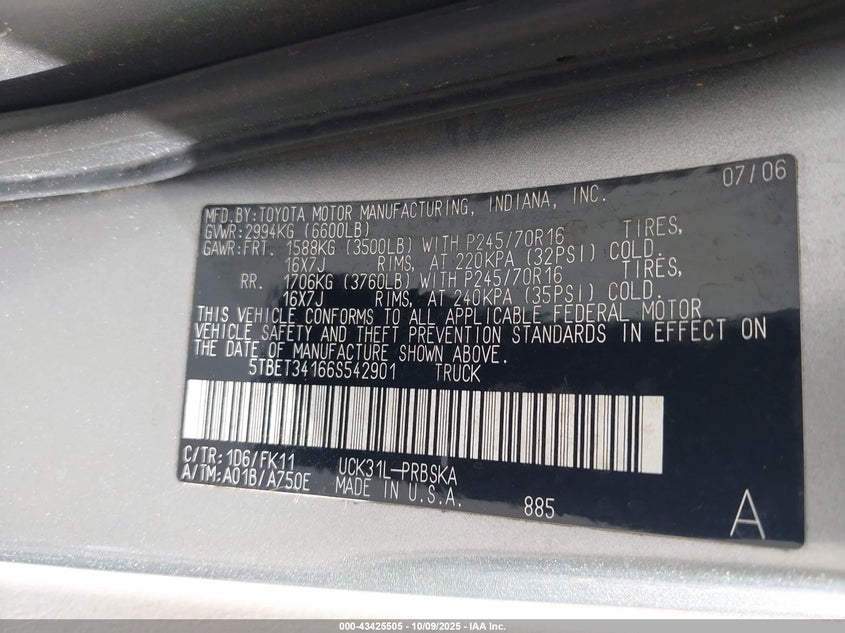 07/06
MFD.BY:TOYOTA MOTOR MANUFACTURING, INDIANA, INC.
GVWR:2994KG (6600LB)
GAWR:FRT. 1588KG (3500LB) WITH P245/70R16 TIRES,
16X7J RIMS, AT 220KPA (32PSI) COLD.
RR. 1706KG (3760LB) WITH P245/70R16 TIRES,
16X7J RIMS, AT 240KPA (35PSI) COLD.
THIS VEHICLE CONFORMS TO ALL APPLICABLE FEDERAL MOTOR
VEHICLE SAFETY AND THEFT PREVENTION STANDARDS IN EFFECT ON
THE DATE OF MANUFACTURE SHOWN ABOVE.
5TBET34166S542901 TRUCK
C/TR:1D6/FK11 UCK31L-PRBSKA
A/TM:A01B/A750E MADE IN U.S.A.
885
A
000-43425505 - 10/09/2025 - IAA Inc.